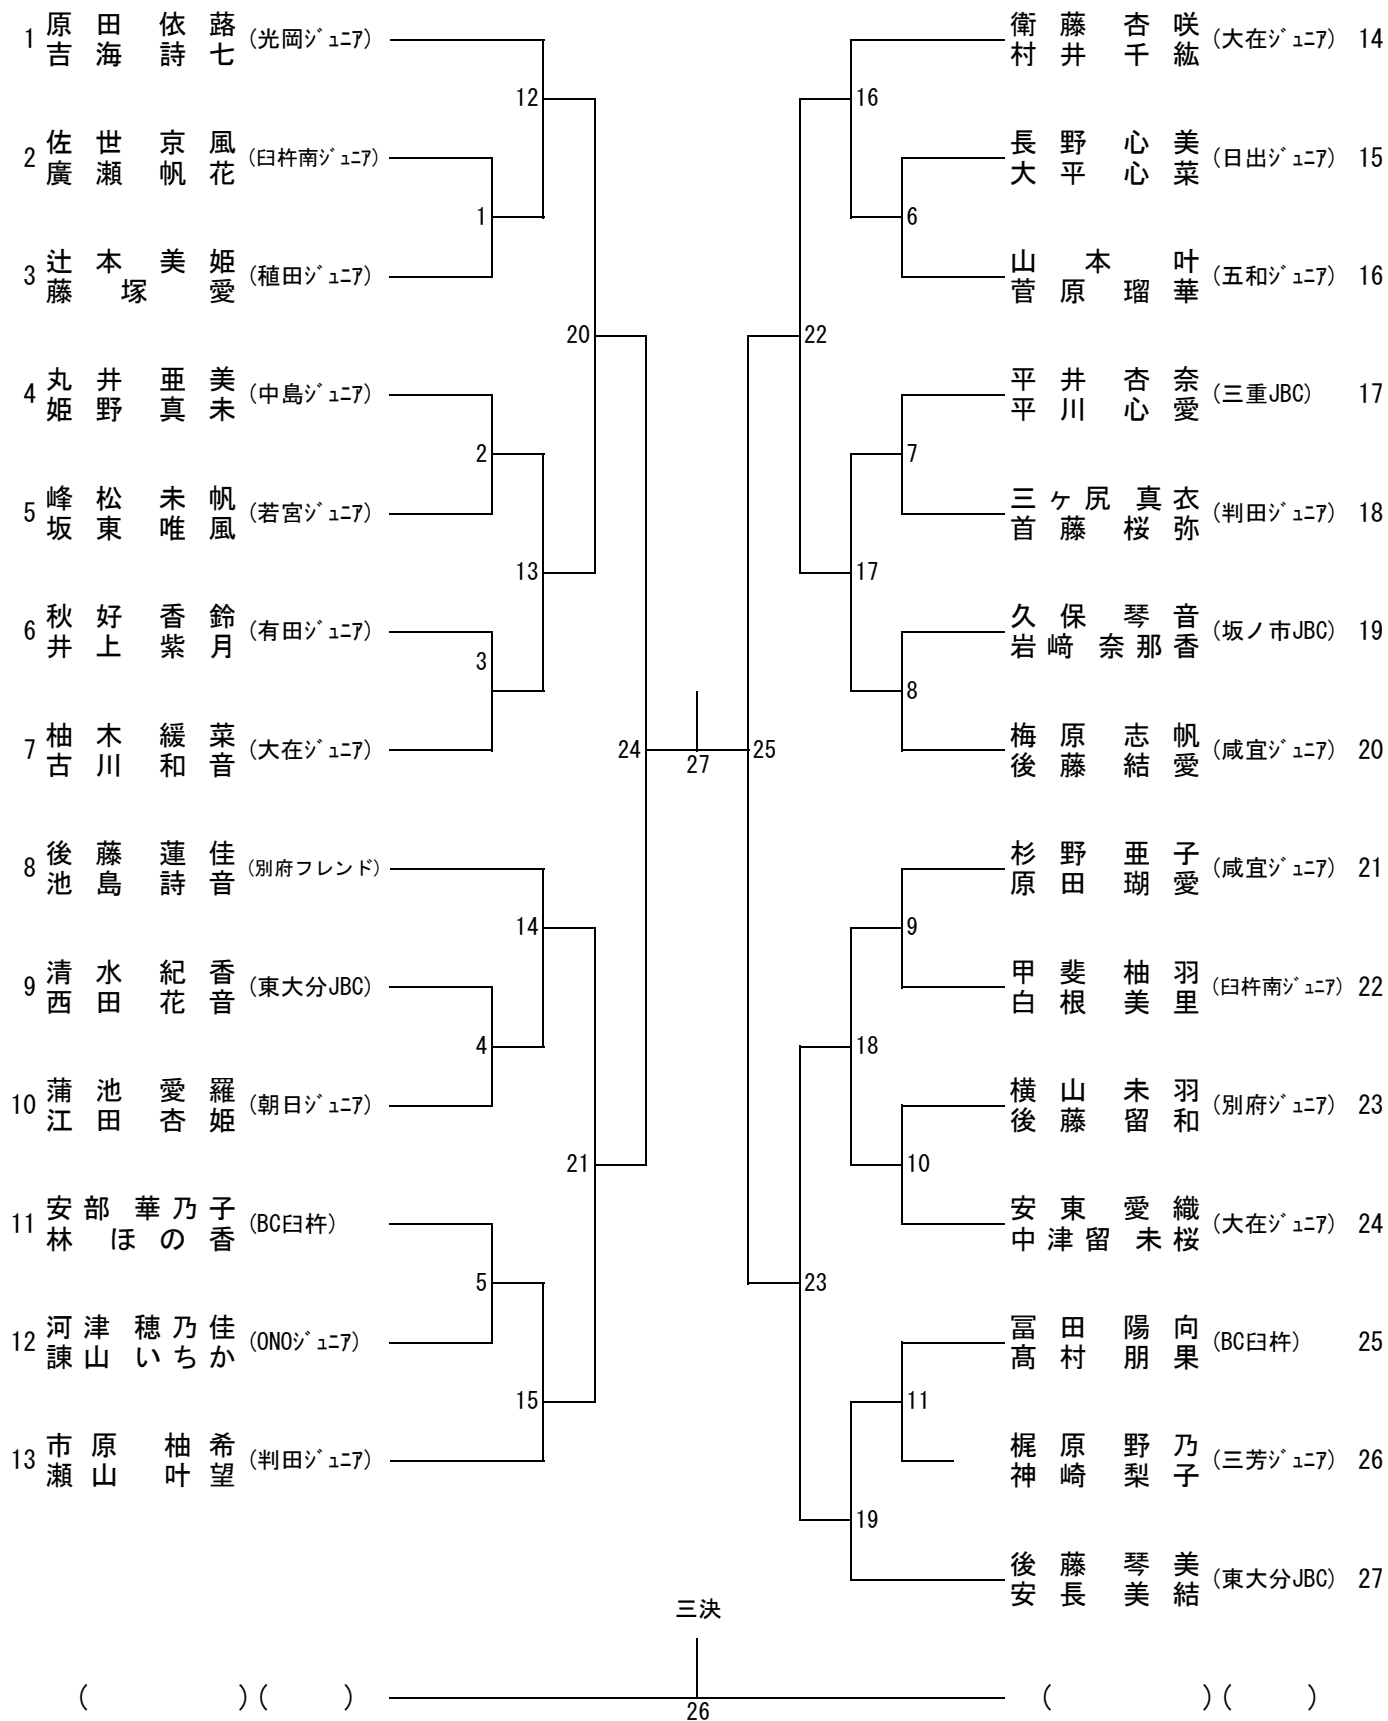 1 原田 依蕗 (光岡ジュニア)
吉海 詩七
12
2 佐世 京風 (臼杵南ジュニア)
廣瀬 帆花
1
3 辻本 美姫 (稙田ジュニア)
藤塚 愛
20
4 丸井 亜美 (中島ジュニア)
姫野 真未
2
5 峰松 未帆 (若宮ジュニア)
坂東 唯風
13
6 秋好 香鈴 (有田ジュニア)
井上 紫月
3
7 柚木 緩菜 (大在ジュニア)
古川 和音
24
8 後藤 蓮佳 (別府フレンド)
池島 詩音
14
9 清水 紀香 (東大分JBC)
西田 花音
4
10 蒲池 愛羅 (朝日ジュニア)
江田 杏姫
21
11 安部 華乃子 (BC臼杵)
林 ほの香
5
12 河津 穂乃佳 (ONOジュニア)
諌山 いちか
15
13 市原 柚希 (判田ジュニア)
瀬山 叶望
27
衛藤 杏咲 (大在ジュニア) 14
村井 千紘
16
長野 心美 (日出ジュニア) 15
大平 心菜
6
山本 叶 (五和ジュニア) 16
菅原 瑠華
22
平井 杏奈 (三重JBC) 17
平川 心愛
7
三ヶ尻 真衣 (判田ジュニア) 18
首藤 桜弥
17
久保 琴音 (坂ノ市JBC) 19
岩﨑 奈那香
8
梅原 志帆 (咸宜ジュニア) 20
後藤 結愛
25
杉野 亜子 (咸宜ジュニア) 21
原田 瑚愛
9
甲斐 柚羽 (臼杵南ジュニア) 22
白根 美里
18
横山 未羽 (別府ジュニア) 23
後藤 留和
10
安東 愛織 (大在ジュニア) 24
中津留 未桜
23
冨田 陽向 (BC臼杵) 25
髙村 朋果
11
梶原 野乃 (三芳ジュニア) 26
神崎 梨子
19
後藤 琴美 (東大分JBC) 27
安長 美結
三決
( )( ) ( )( )
26